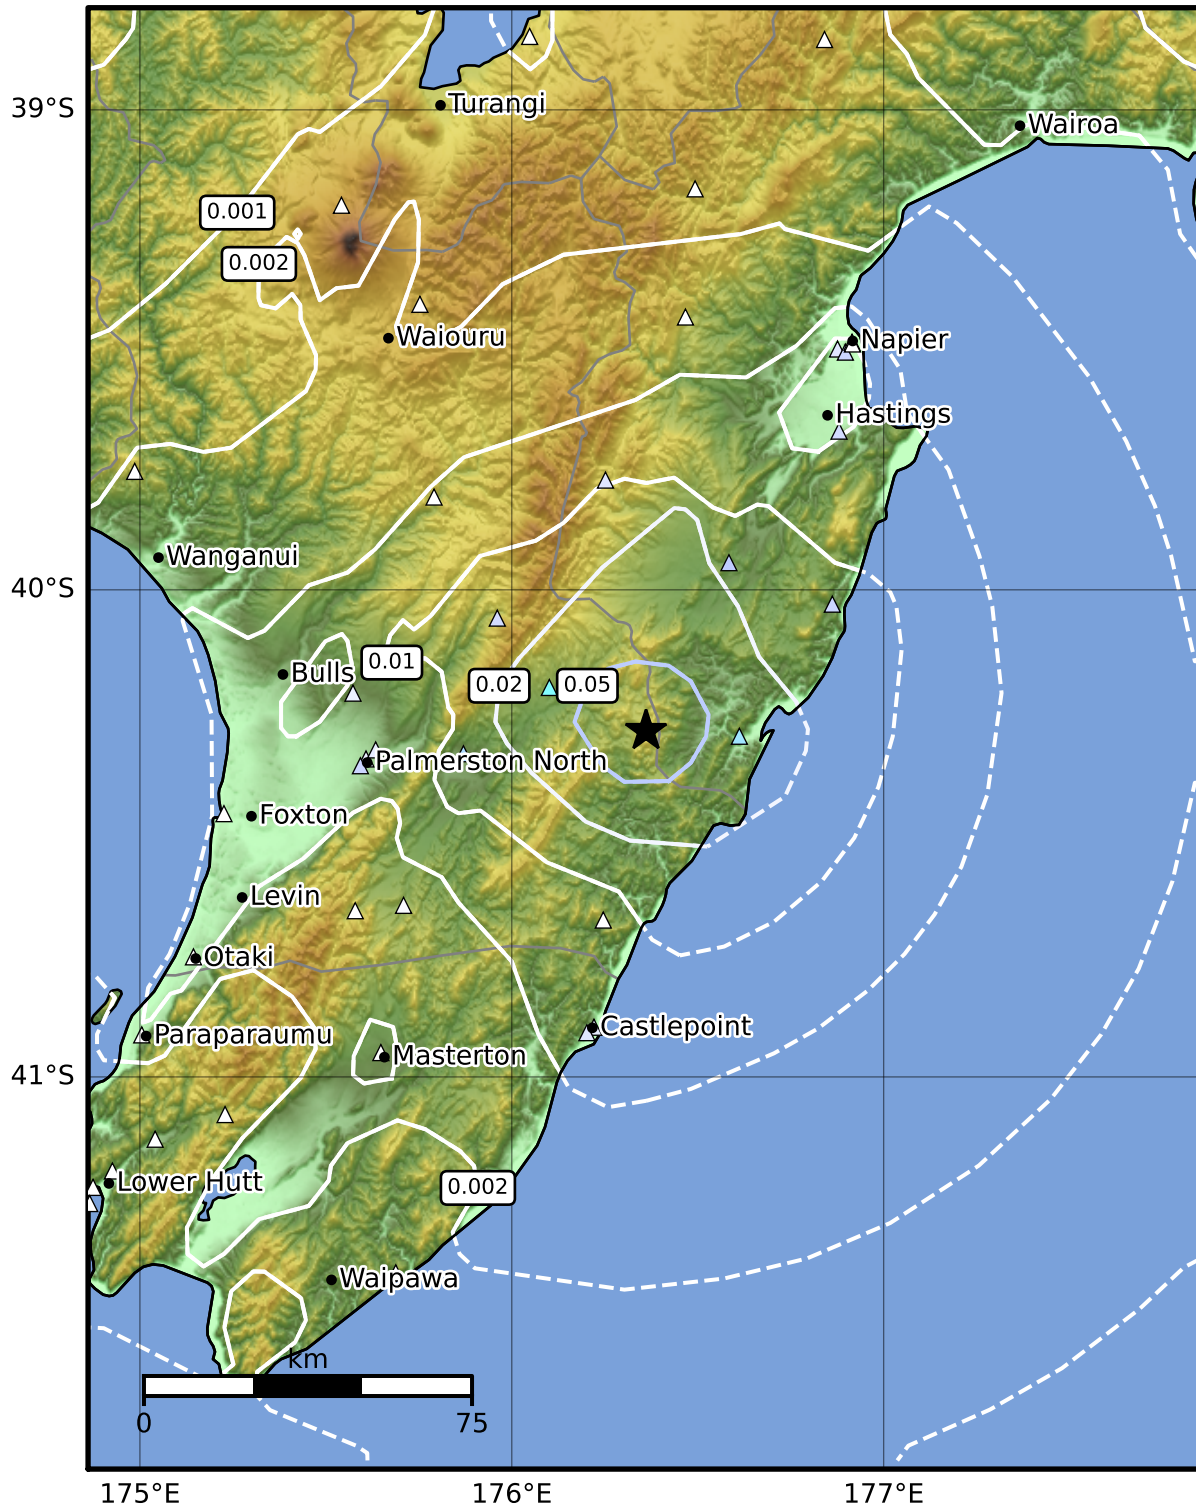 Turangi
39°S
Wairoa
0.001
0.002
Waiouru
Napier
Hastings
Wanganui
40°S
0.01
Bulls
0.02
0.05
Palmerston North
Foxton
Levin
Otaki
Castlepoint
Paraparaumu
Masterton
41°S
Lower Hutt
0.002
Waipawa
km
0
75
175°E
176°E
177°E